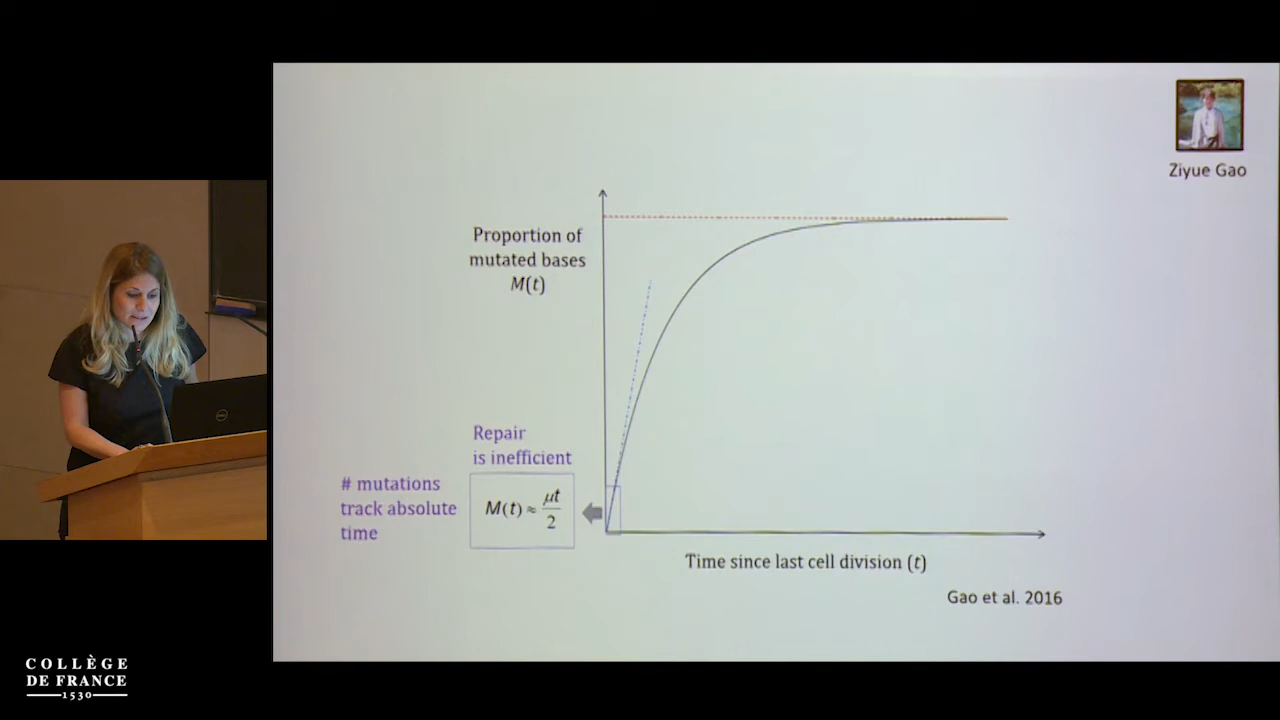 Ziyue Gao
Proportion of
mutated bases
M(t)
Repair
is inefficient
# mutations
track absolute
time
M(t) ≈ μt/2
Time since last cell division (t)
Gao et al. 2016
COLLÈGE
DE FRANCE
1530